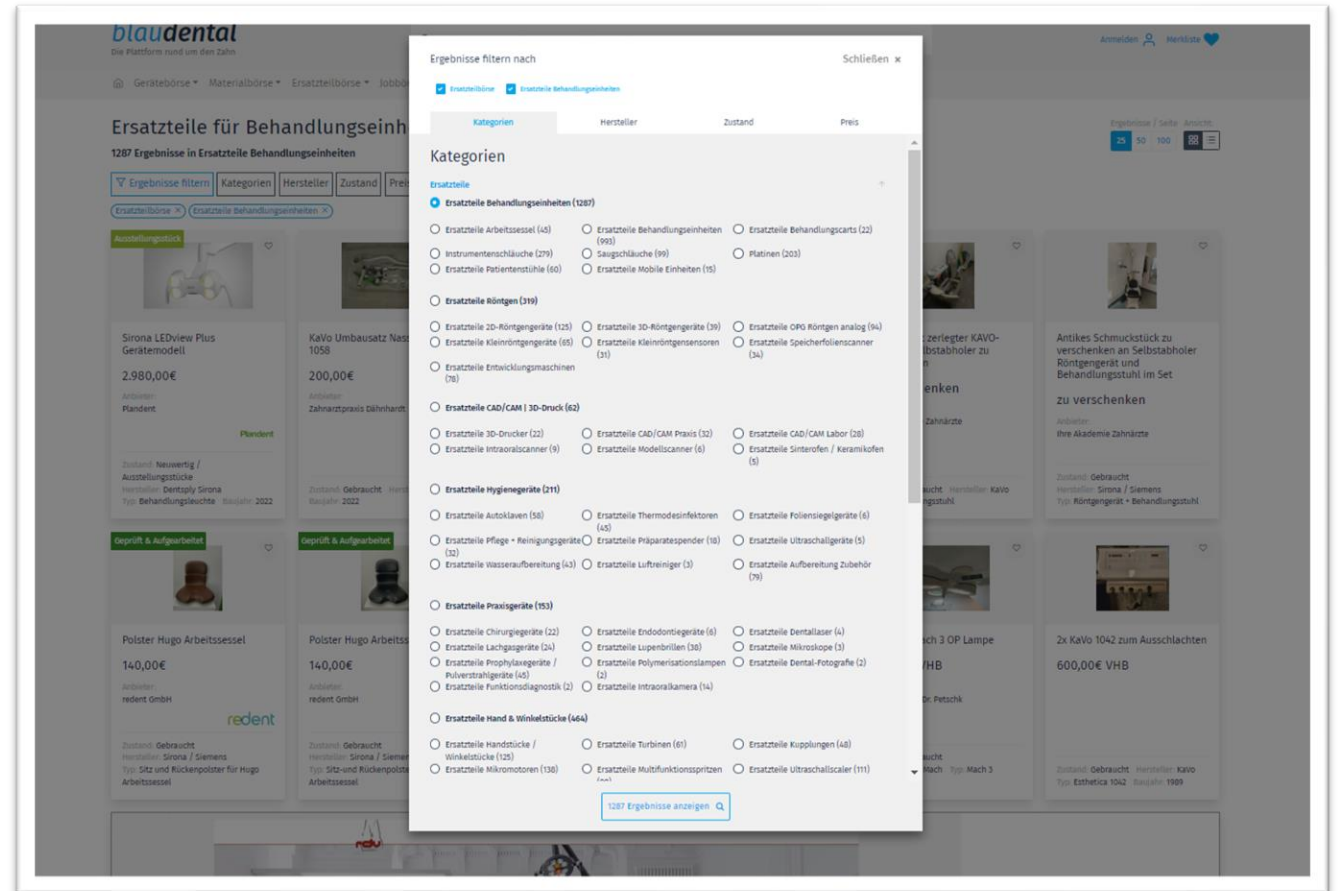 blaudental
Die Plattform rund um den Zahn
Anmelden Merkliste
Gerätebörse Materialbörse Ersatzteilbörse
Ersatzteile für Behandlungseinh
1287 Ergebnisse in Ersatzteile Behandlungseinheiten
Ergebnisse / Seite Ansicht:
25 50 100
Ergebnisse filtern Kategorien Hersteller Zustand Preis
Ersatzteilbörse × Ersatzteile Behandlungseinheiten ×
Ergebnisse filtern nach
Schließen ×
Ersatzteilbörse Ersatzteile Behandlungseinheiten
Kategorien Hersteller Zustand Preis
Kategorien
Ersatzteile
Ersatzteile Behandlungseinheiten (1287)
Ersatzteile Arbeitssessel (45) Ersatzteile Behandlungseinheiten Ersatzteile Behandlungscarts (22)
(993)
Instrumentenschläuche (279) Saugschläuche (99) Platinen (203)
Ersatzteile Patientenstühle (60) Ersatzteile Mobile Einheiten (15)
Ersatzteile Röntgen (319)
Ersatzteile 2D-Röntgengeräte (125) Ersatzteile 3D-Röntgengeräte (39) Ersatzteile OPG Röntgen analog (94)
Ersatzteile Kleinröntgengeräte (65) Ersatzteile Kleinröntgensensoren Ersatzteile Speicherfolienscanner
(31) (34)
Ersatzteile Entwicklungsmaschinen
(78)
Ersatzteile CAD/CAM | 3D-Druck (62)
Ersatzteile 3D-Drucker (22) Ersatzteile CAD/CAM Praxis (32) Ersatzteile CAD/CAM Labor (28)
Ersatzteile Intraoralscanner (9) Ersatzteile Modellscanner (6) Ersatzteile Sinterofen / Keramikofen
(5)
Ersatzteile Hygienegeräte (211)
Ersatzteile Autoklaven (58) Ersatzteile Thermodesinfektoren Ersatzteile Foliensiegelgeräte (6)
(45)
Ersatzteile Pflege + Reinigungsgeräte Ersatzteile Präparatespender (18) Ersatzteile Ultraschallgeräte (5)
(32)
Ersatzteile Wasseraufbereitung (43) Ersatzteile Luftreiniger (3) Ersatzteile Aufbereitung Zubehör
(79)
Ersatzteile Praxisgeräte (153)
Ersatzteile Chirurgiegeräte (22) Ersatzteile Endodontiegeräte (6) Ersatzteile Dentallaser (4)
Ersatzteile Lachgasgeräte (24) Ersatzteile Lupenbrillen (38) Ersatzteile Mikroskope (3)
Ersatzteile Prophylaxegeräte / Ersatzteile Polymerisationslampen Ersatzteile Dental-Fotografie (2)
Pulverstrahlgeräte (45) (2)
Ersatzteile Funktionsdiagnostik (2) Ersatzteile Intraoralkamera (14)
Ersatzteile Hand & Winkelstücke (464)
Ersatzteile Handstücke / Ersatzteile Turbinen (61) Ersatzteile Kupplungen (48)
Winkelstücke (125)
Ersatzteile Mikromotoren (138) Ersatzteile Multifunktionsspritzen Ersatzteile Ultraschallscaler (111)
1287 Ergebnisse anzeigen
Ausstellungsstück
Sirona LEDview Plus
Gerätemodell
2.980,00€
Anbieter:
Plandent
Plandent
Zustand: Neuwertig /
Ausstellungsstücke
Hersteller: Dentsply Sirona
Typ: Behandlungsleuchte Baujahr: 2022
KaVo Umbausatz Nass
1058
200,00€
Anbieter:
Zahnarztpraxis Dähnhardt
Zustand: Gebraucht
Baujahr: 2022
zerlegter KAVO-
lbstabholer zu
enken
Zahnärzte
Hersteller: KaVo
Antikes Schmuckstück zu
verschenken an Selbstabholer
Röntgengerät und
Behandlungsstuhl im Set
zu verschenken
Anbieter:
Ihre Akademie Zahnärzte
Zustand: Gebraucht
Hersteller: Sirona / Siemens
Typ: Röntgengerät + Behandlungsstuhl
Geprüft & Aufgearbeitet
Polster Hugo Arbeitssessel
140,00€
Anbieter:
redent GmbH
redent
Zustand: Gebraucht
Hersteller: Sirona / Siemens
Typ: Sitz und Rückenpolster für Hugo
Arbeitssessel
Geprüft & Aufgearbeitet
Polster Hugo Arbeitss
140,00€
Anbieter:
redent GmbH
Zustand: Gebraucht
Hersteller: Sirona / Siemen
Typ: Sitz-und Rückenpolste
Arbeitssessel
ch 3 OP Lampe
VHB
Dr. Petschk
Mach Typ: Mach 3
2x KaVo 1042 zum Ausschlachten
600,00€ VHB
Zustand: Gebraucht Hersteller: KaVo
Typ: Esthetica 1042 Baujahr: 1989
rdv